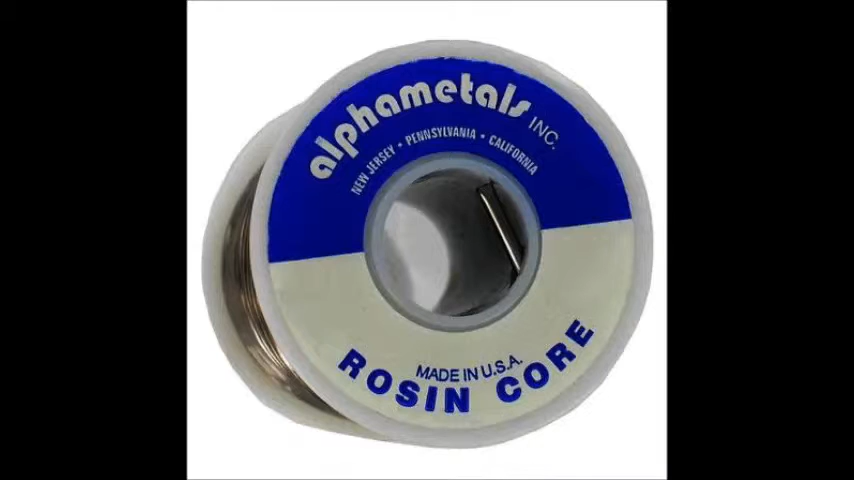 alphametals INC.
NEW JERSEY • PENNSYLVANIA • CALIFORNIA
MADE IN U.S.A.
ROSIN CORE